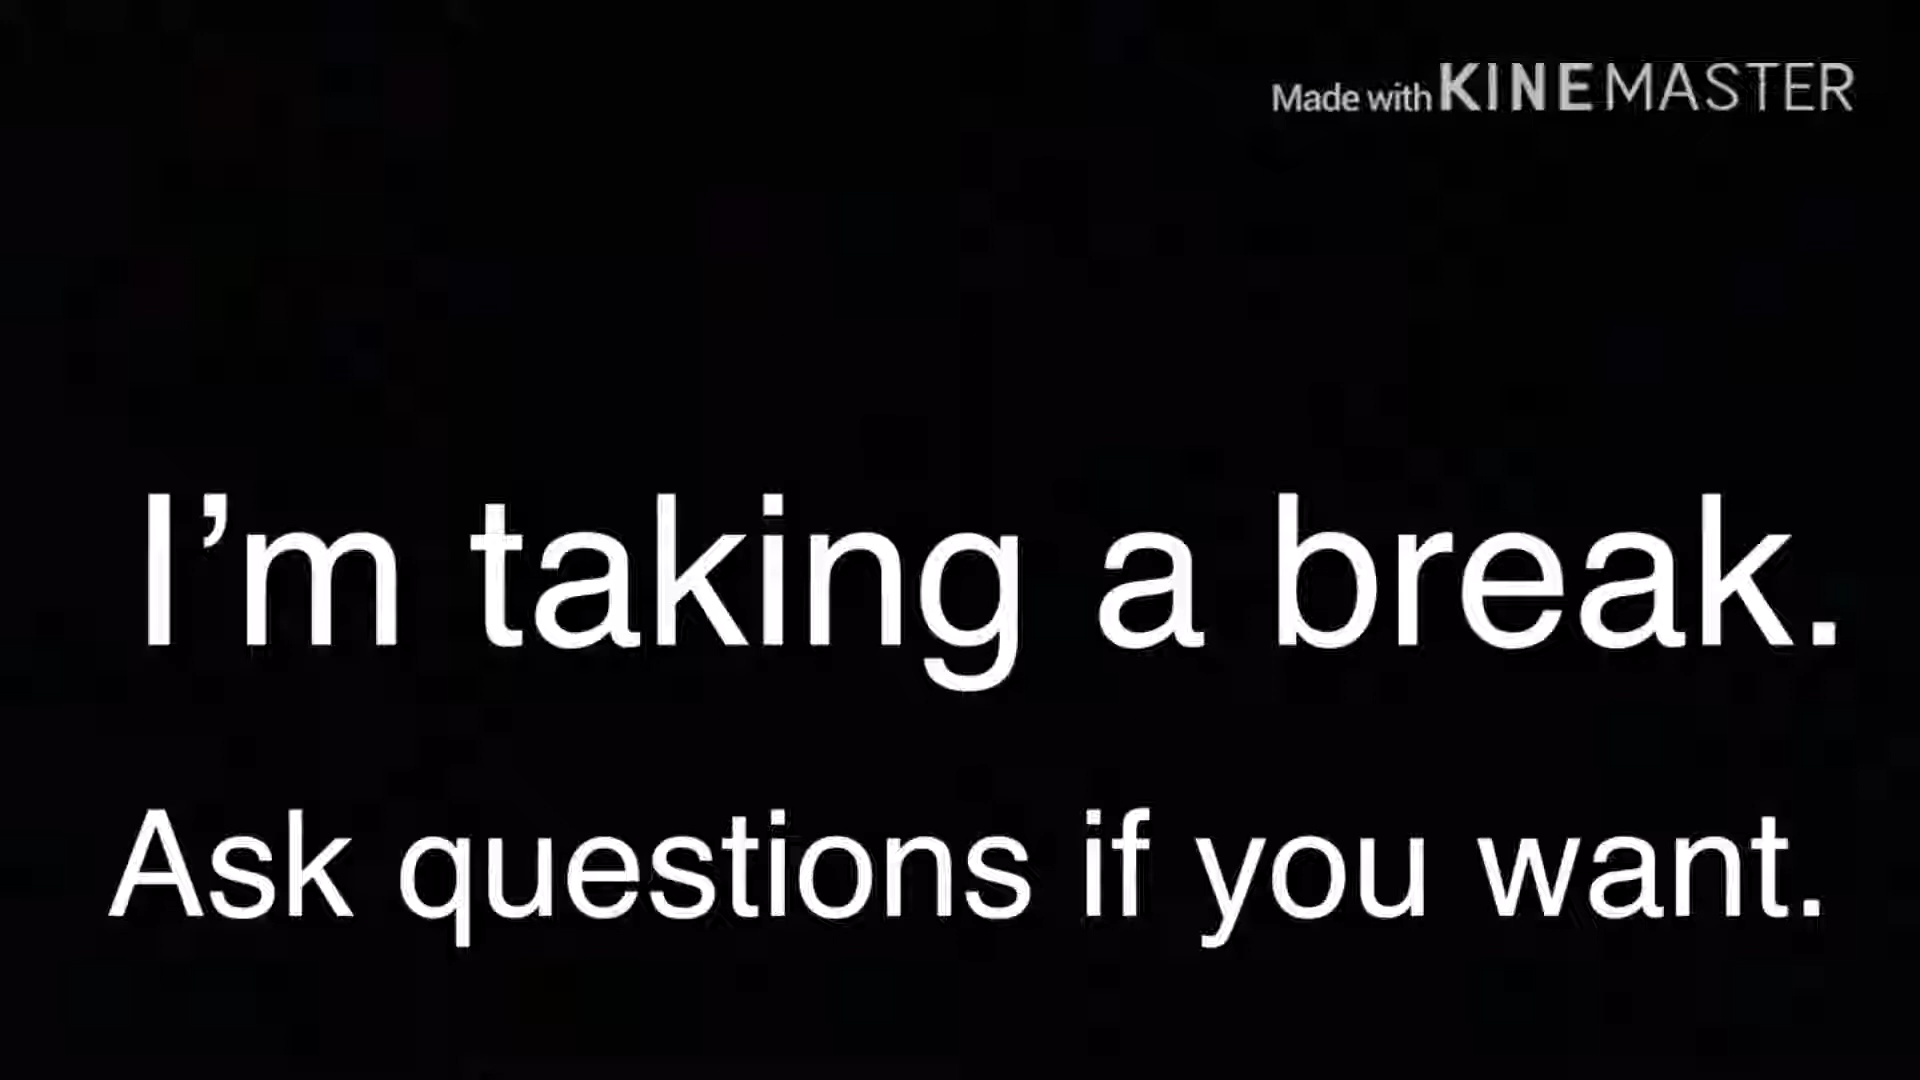 Made with KINEMASTER
I’m taking a break.
Ask questions if you want.